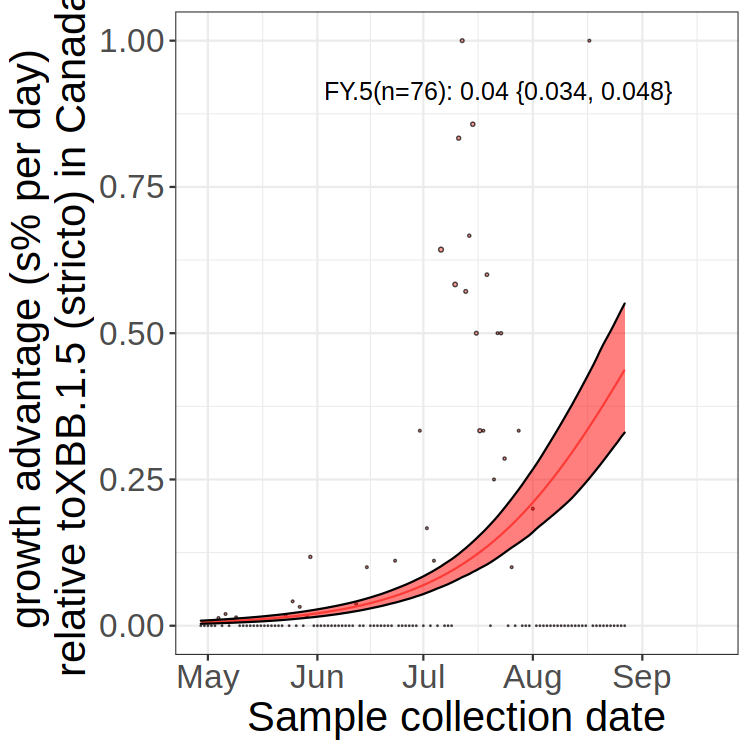 growth advantage (s% per day)
relative toXBB.1.5 (stricto) in Canada
1.00
0.75
0.50
0.25
0.00
FY.5(n=76): 0.04 {0.034, 0.048}
May Jun Jul Aug Sep
Sample collection date